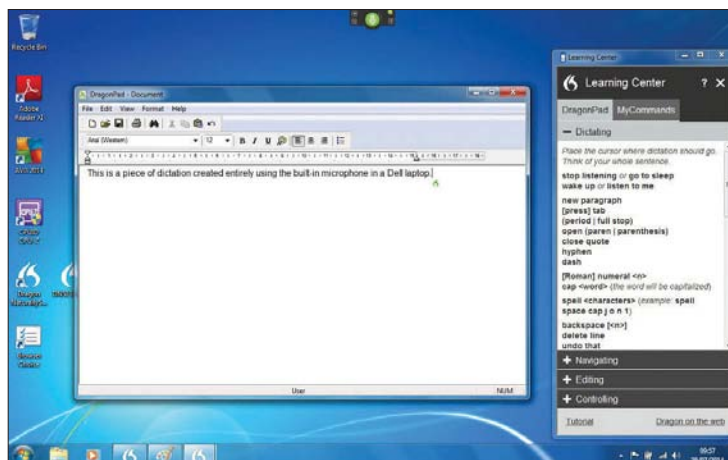 Recycle Bin
Adobe
Reader XI
AVG 2014
Dragon
DragonPad - Document
File Edit View Format Help
Arial (Western)
12
B I U
This is a piece of dictation created entirely using the built-in microphone in a Dell laptop.
User
NUM
Learning Center
Learning Center ? X
DragonPad MyCommands
— Dictating
Place the cursor where dictation should go.
Think of your whole sentence.
stop listening or go to sleep
wake up or listen to me
new paragraph
[press] tab
(period | full stop)
open (paren | parenthesis)
close quote
hyphen
dash
[Roman] numeral <n>
cap <word> (the word will be capitalized)
spell <characters> (example: spell
space cap j o n 1)
backspace [<n>]
delete line
undo that
+ Navigating
+ Editing
+ Controlling
Tutorial Dragon on the web
09:57